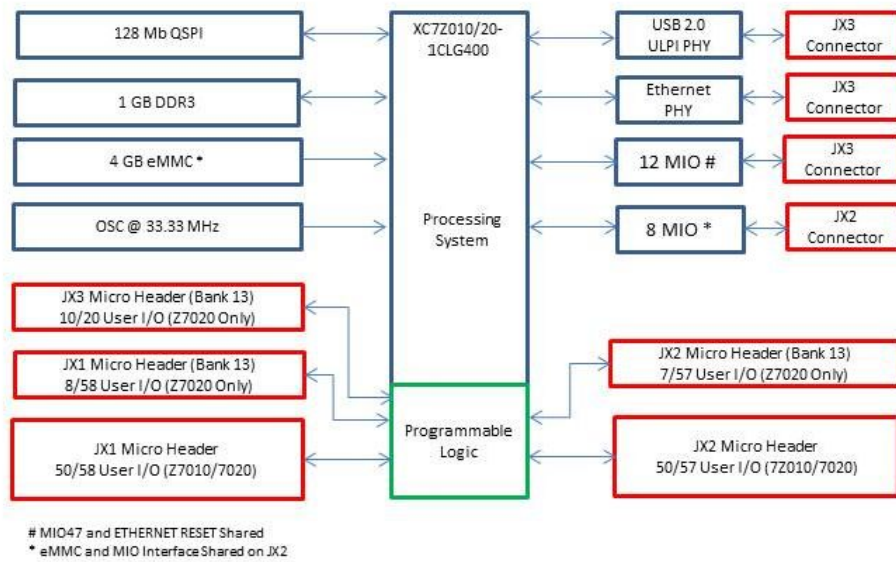 128 Mb QSPI
1 GB DDR3
4 GB eMMC *
OSC @ 33.33 MHz
JX3 Micro Header (Bank 13)
10/20 User I/O (Z7020 Only)
JX1 Micro Header (Bank 13)
8/58 User I/O (Z7020 Only)
JX1 Micro Header
50/58 User I/O (Z7010/7020)
XC7Z010/20-
1CLG400
Processing
System
Programmable
Logic
USB 2.0
ULPI PHY
JX3
Connector
Ethernet
PHY
JX3
Connector
12 MIO #
JX3
Connector
8 MIO *
JX2
Connector
JX2 Micro Header (Bank 13)
7/57 User I/O (Z7020 Only)
JX2 Micro Header
50/57 User I/O (7Z010/7020)
# MIO47 and ETHERNET RESET Shared
* eMMC and MIO Interface Shared on JX2